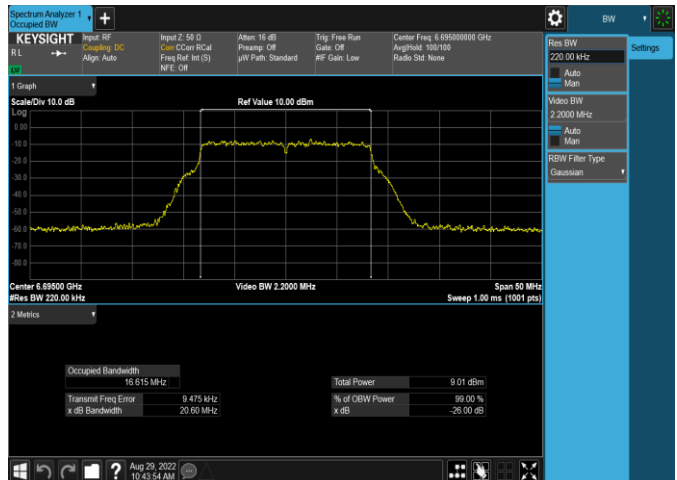 Spectrum Analyzer 1
Occupied BW
KEYSIGHT
R L
LV
Input: RF
Coupling: DC
Align: Auto
Input Z: 50 Ω
Corr CCorr RCal
Freq Ref: Int (S)
NFE: Off
Atten: 16 dB
Preamp: Off
µW Path: Standard
Trig: Free Run
Gate: Off
#IF Gain: Low
Center Freq: 6.695000000 GHz
Avg|Hold: 100/100
Radio Std: None
BW
Settings
Res BW
220.00 kHz
Auto
Man
Video BW
2.2000 MHz
Auto
Man
RBW Filter Type
Gaussian
1 Graph
Scale/Div 10.0 dB
Ref Value 10.00 dBm
Log
0.00
-10.0
-20.0
-30.0
-40.0
-50.0
-60.0
-70.0
-80.0
Center 6.69500 GHz
Video BW 2.2000 MHz
Span 50 MHz
#Res BW 220.00 kHz
Sweep 1.00 ms (1001 pts)
2 Metrics
Occupied Bandwidth
16.615 MHz
Total Power 9.01 dBm
Transmit Freq Error 9.475 kHz
% of OBW Power 99.00 %
x dB Bandwidth 20.60 MHz
x dB -26.00 dB
?
Aug 29, 2022
10:43:54 AM